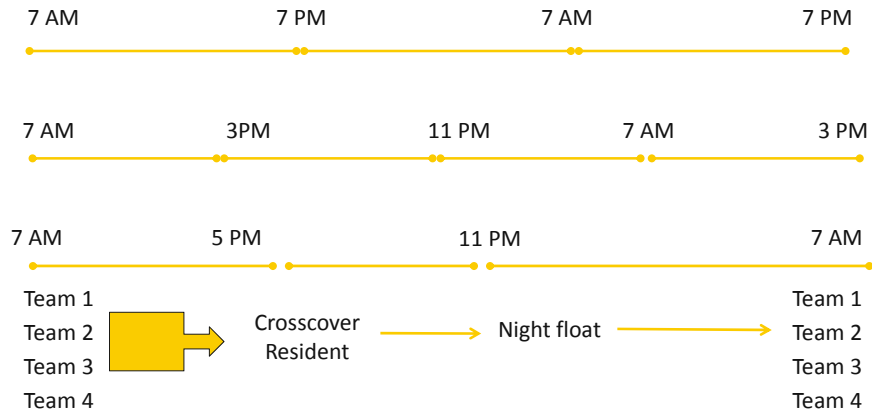 7 AM 7 PM 7 AM 7 PM
7 AM 3PM 11 PM 7 AM 3 PM
7 AM 5 PM 11 PM 7 AM
Team 1 Team 1
Team 2 Crosscover Night float Team 2
Team 3 Resident Team 3
Team 4 Team 4